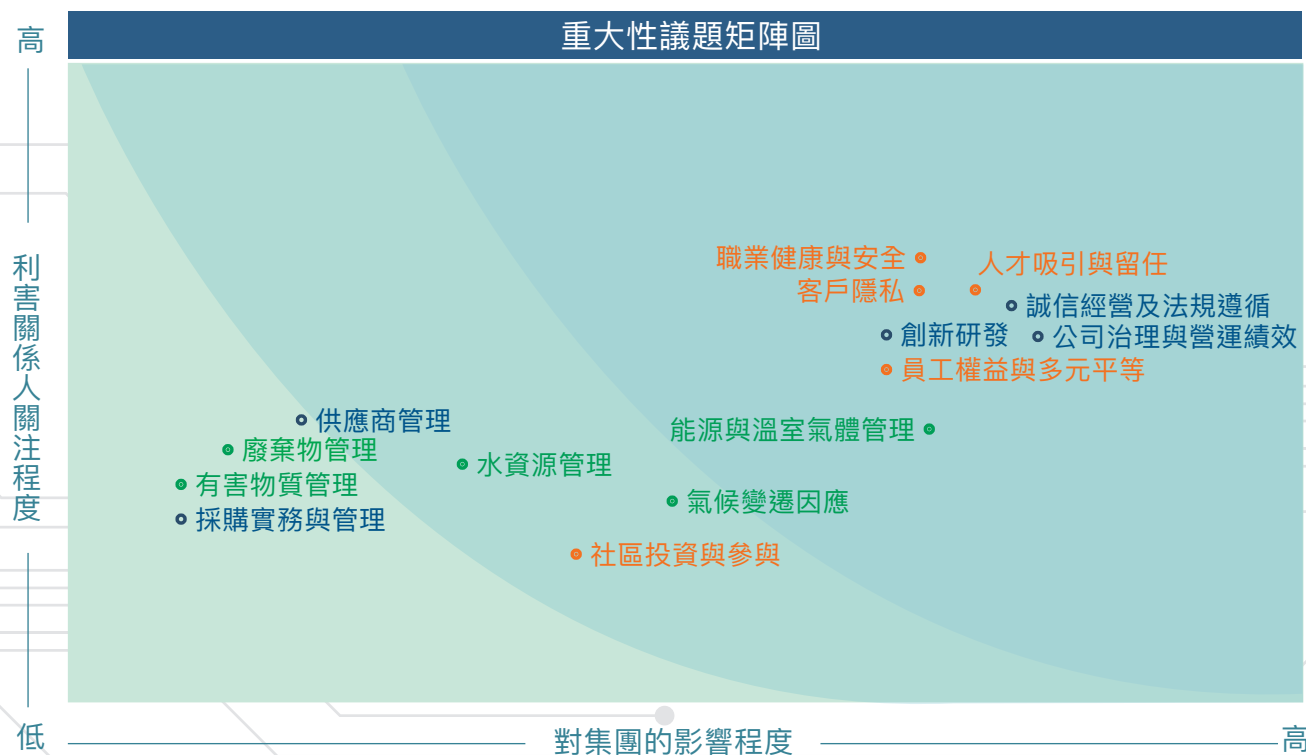 高
重大性議題矩陣圖
利害關係人關注程度
職業健康與安全
人才吸引與留任
客戶隱私
誠信經營及法規遵循
創新研發
公司治理與營運績效
員工權益與多元平等
供應商管理
能源與溫室氣體管理
廢棄物管理
水資源管理
有害物質管理
氣候變遷因應
採購實務與管理
社區投資與參與
低
對集團的影響程度
高